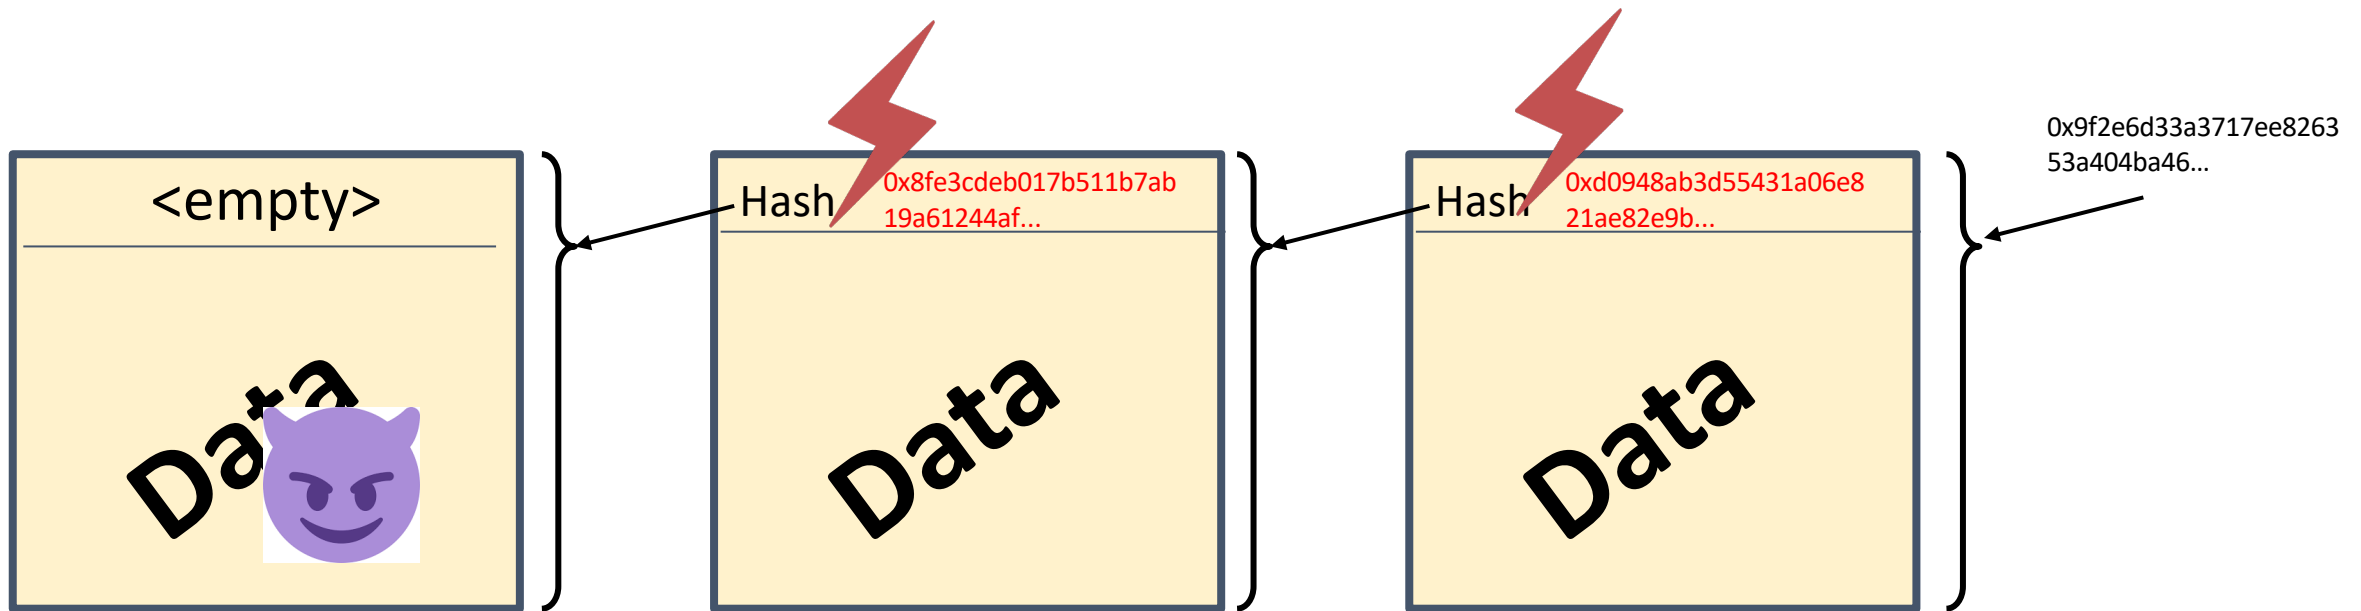 <empty>
Data
Hash
0x8fe3cdeb017b511b7ab
19a61244af...
Data
Hash
0xd0948ab3d55431a06e8
21ae82e9b...
Data
0x9f2e6d33a3717ee8263
53a404ba46...